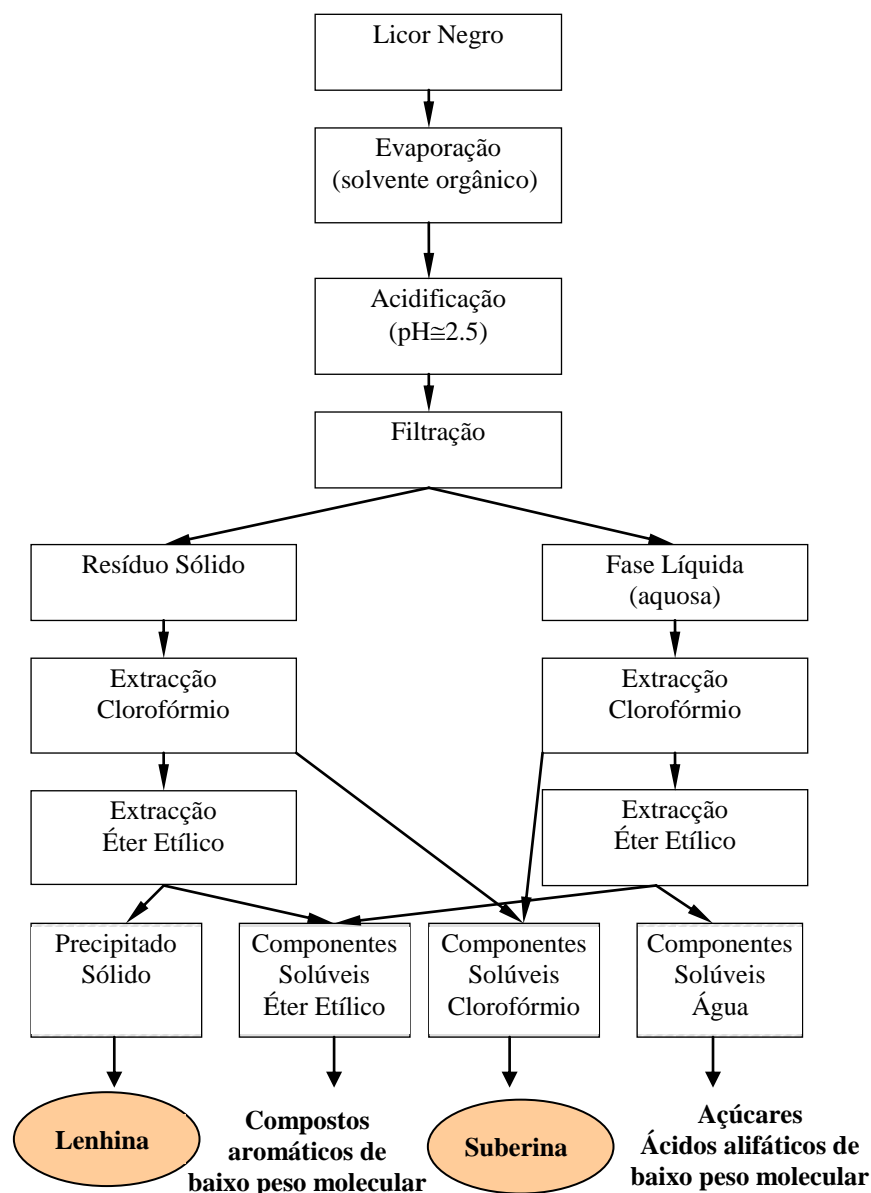 Licor Negro
Evaporação
(solvente orgânico)
Acidificação
(pH≅2.5)
Filtração
Resíduo Sólido
Fase Líquida
(aquosa)
Extracção
Clorofórmio
Extracção
Clorofórmio
Extracção
Éter Etílico
Extracção
Éter Etílico
Precipitado
Sólido
Componentes
Solúveis
Éter Etílico
Componentes
Solúveis
Clorofórmio
Componentes
Solúveis
Água
Lenhina
Compostos
aromáticos de
baixo peso molecular
Suberina
Açúcares
Ácidos alifáticos de
baixo peso molecular